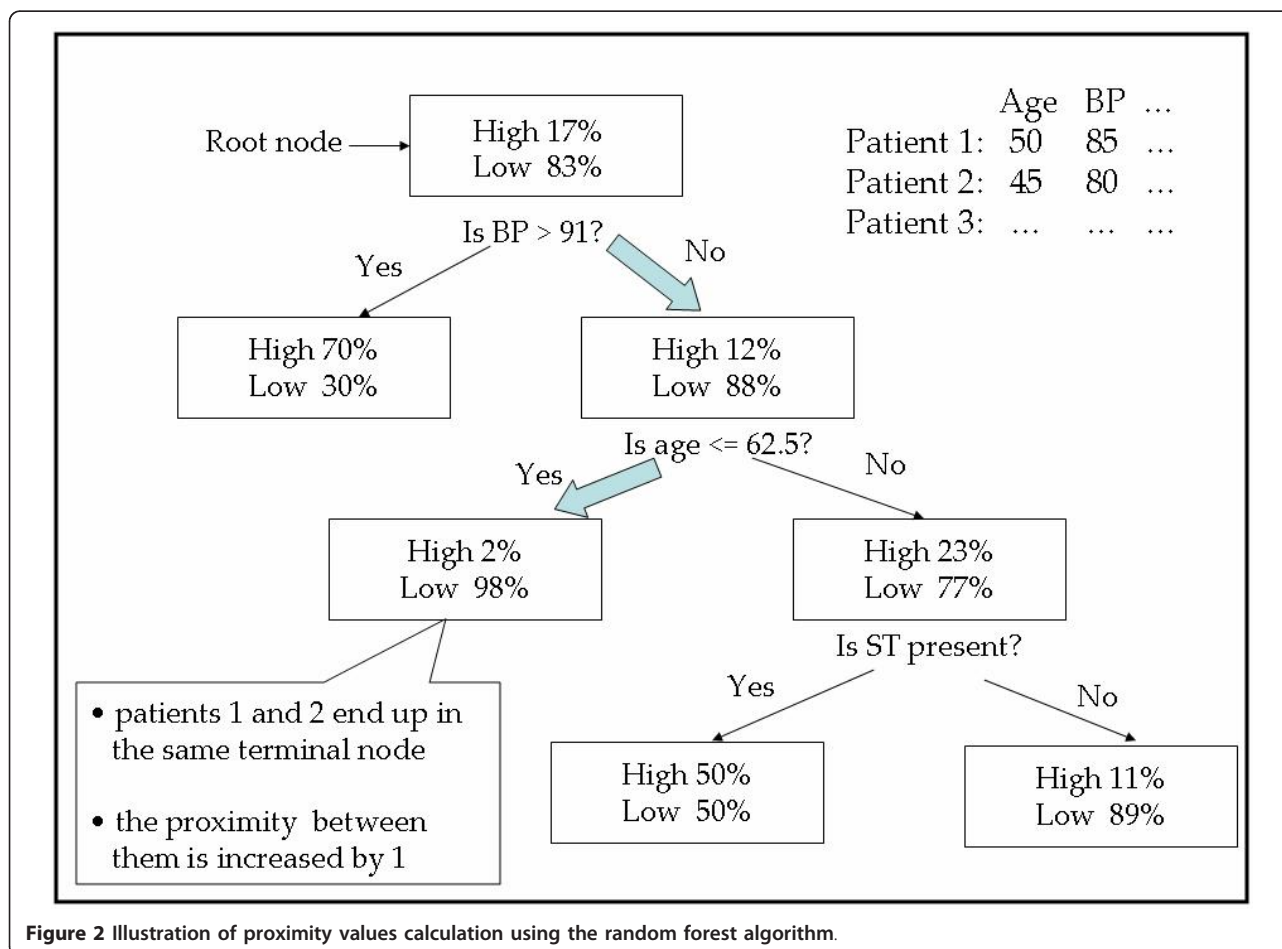 Age BP ...
Patient 1: 50 85 ...
Patient 2: 45 80 ...
Patient 3: ... ... ...
Root node
High 17%
Low 83%
Is BP > 91?
Yes
No
High 70%
Low 30%
High 12%
Low 88%
Is age <= 62.5?
Yes
No
High 2%
Low 98%
High 23%
Low 77%
Is ST present?
Yes
No
• patients 1 and 2 end up in
the same terminal node
• the proximity between
them is increased by 1
High 50%
Low 50%
High 11%
Low 89%
Figure 2 Illustration of proximity values calculation using the random forest algorithm.